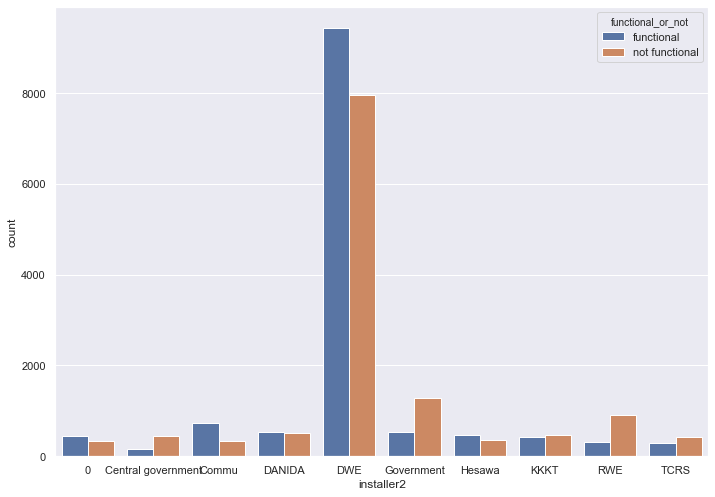 functional_or_not
functional
not functional
8000
6000
4000
2000
0
count
0 Central government Commu DANIDA DWE Government Hesawa KKKT RWE TCRS
installer2